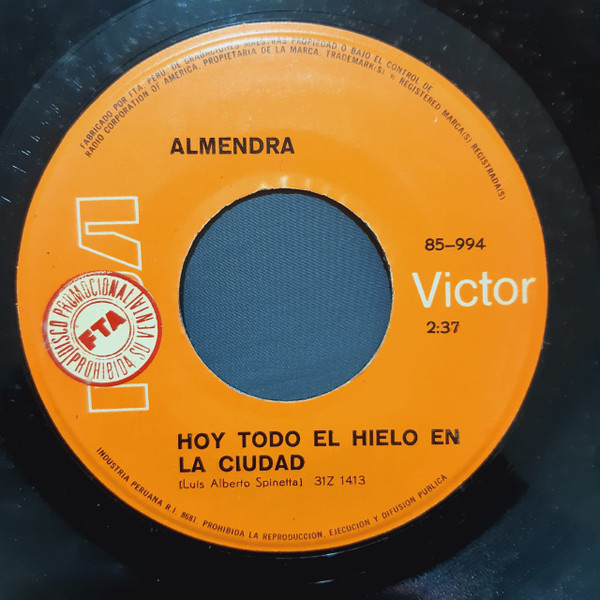 FABRICADO POR FTA. PERU, DE GRABACIONES MAESTRAS PROPIEDAD O BAJO EL CONTROL DE
RADIO CORPORATION OF AMERICA. PROPIETARIA DE LA MARCA. TRADEMARK(S) ® REGISTERED MARCA(S) REGISTRADA(S)
ALMENDRA
85-994
Victor
2:37
DISCO PROMOCIONAL
PROHIBIDA SU VENTA
FTA
HOY TODO EL HIELO EN
LA CIUDAD
(Luis Alberto Spinetta) 31Z 1413
INDUSTRIA PERUANA R.I. 8681. PROHIBIDA LA REPRODUCCION, EJECUCION Y DIFUSION PUBLICA